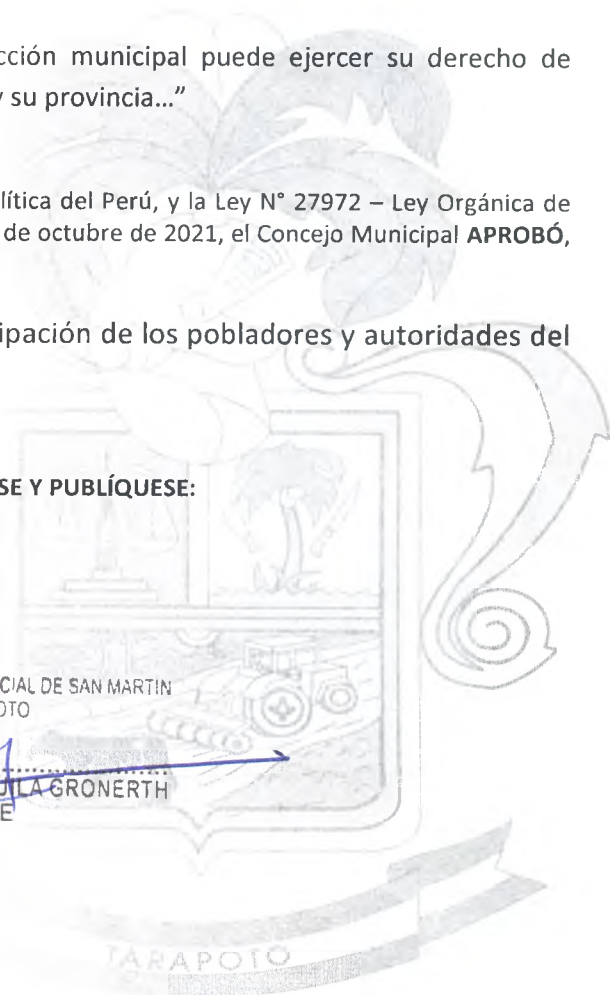 cción municipal puede ejercer su derecho de
y su provincia..."
lítica del Perú, y la Ley N° 27972 – Ley Orgánica de
de octubre de 2021, el Concejo Municipal APROBÓ,
ipación de los pobladores y autoridades del
SE Y PUBLÍQUESE:
CIAL DE SAN MARTIN
OTO
UILA GRONERTH
E
TARAPOTO